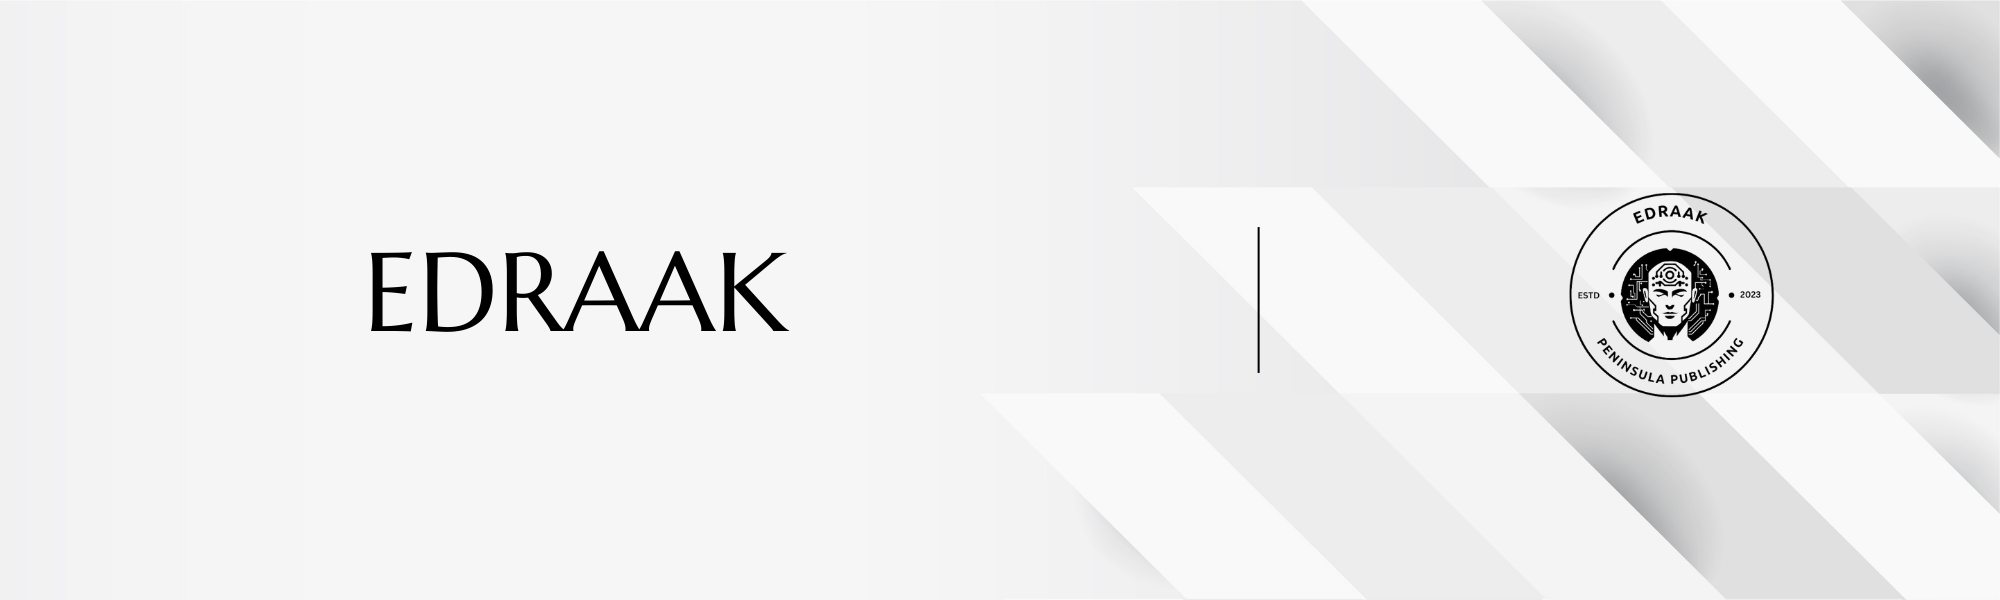 EDRAAK
EDRAAK
ESTD
2023
PENINSULA PUBLISHING